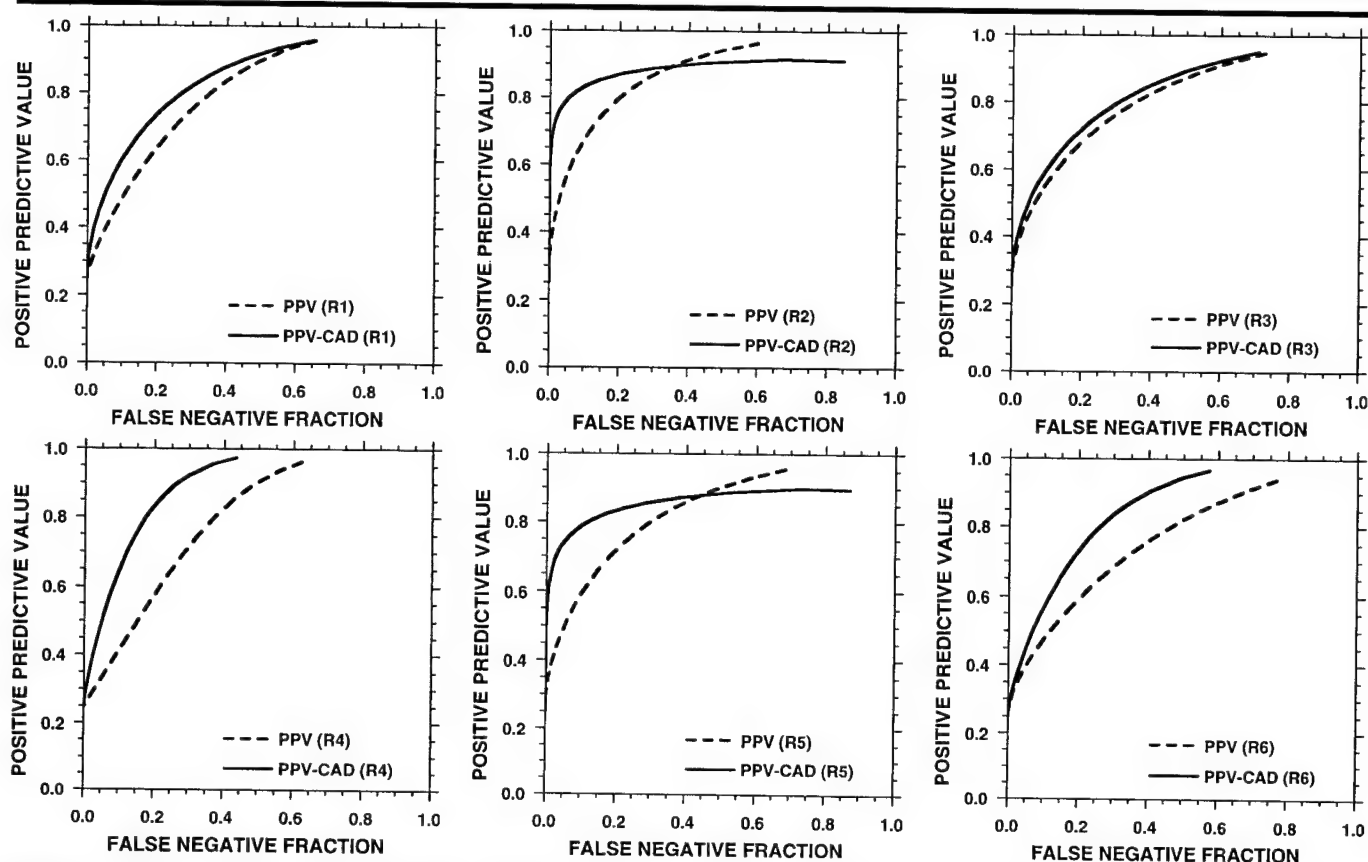 POSITIVE PREDICTIVE VALUE
1.0
0.8
0.6
0.4
0.2
0.0
PPV (R1)
PPV-CAD (R1)
0.0 0.2 0.4 0.6 0.8 1.0
FALSE NEGATIVE FRACTION
POSITIVE PREDICTIVE VALUE
1.0
0.8
0.6
0.4
0.2
0.0
PPV (R2)
PPV-CAD (R2)
0.0 0.2 0.4 0.6 0.8 1.0
FALSE NEGATIVE FRACTION
POSITIVE PREDICTIVE VALUE
1.0
0.8
0.6
0.4
0.2
0.0
PPV (R3)
PPV-CAD (R3)
0.0 0.2 0.4 0.6 0.8 1.0
FALSE NEGATIVE FRACTION
POSITIVE PREDICTIVE VALUE
1.0
0.8
0.6
0.4
0.2
0.0
PPV (R4)
PPV-CAD (R4)
0.0 0.2 0.4 0.6 0.8 1.0
FALSE NEGATIVE FRACTION
POSITIVE PREDICTIVE VALUE
1.0
0.8
0.6
0.4
0.2
0.0
PPV (R5)
PPV-CAD (R5)
0.0 0.2 0.4 0.6 0.8 1.0
FALSE NEGATIVE FRACTION
POSITIVE PREDICTIVE VALUE
1.0
0.8
0.6
0.4
0.2
0.0
PPV (R6)
PPV-CAD (R6)
0.0 0.2 0.4 0.6 0.8 1.0
FALSE NEGATIVE FRACTION